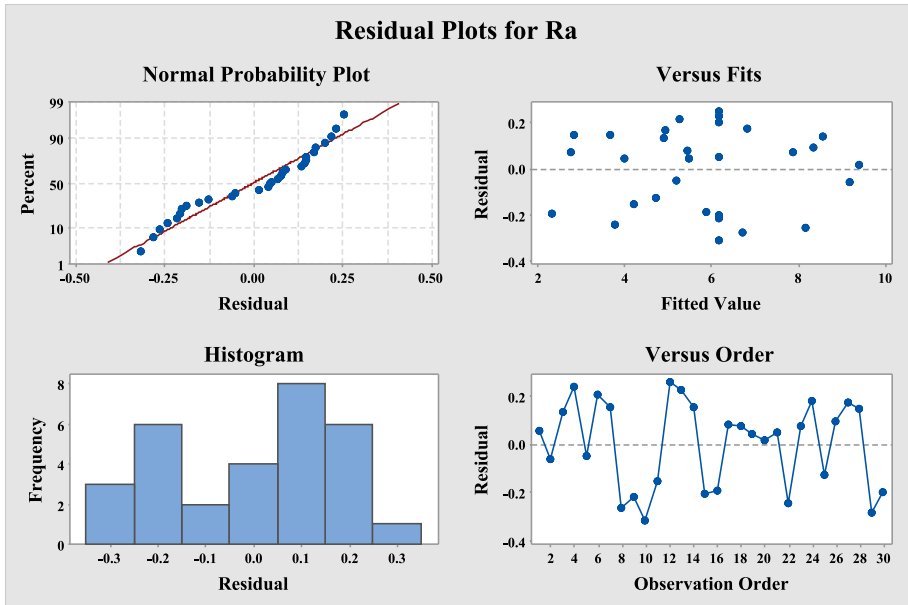 Residual Plots for Ra
Normal Probability Plot
99
90
50
10
1
Percent
−0.50 −0.25 0.00 0.25 0.50
Residual
Versus Fits
0.2
0.0
−0.2
−0.4
Residual
2 4 6 8 10
Fitted Value
Histogram
8
6
4
2
0
Frequency
−0.3 −0.2 −0.1 0.0 0.1 0.2 0.3
Residual
Versus Order
0.2
0.0
−0.2
−0.4
Residual
2 4 6 8 10 12 14 16 18 20 22 24 26 28 30
Observation Order